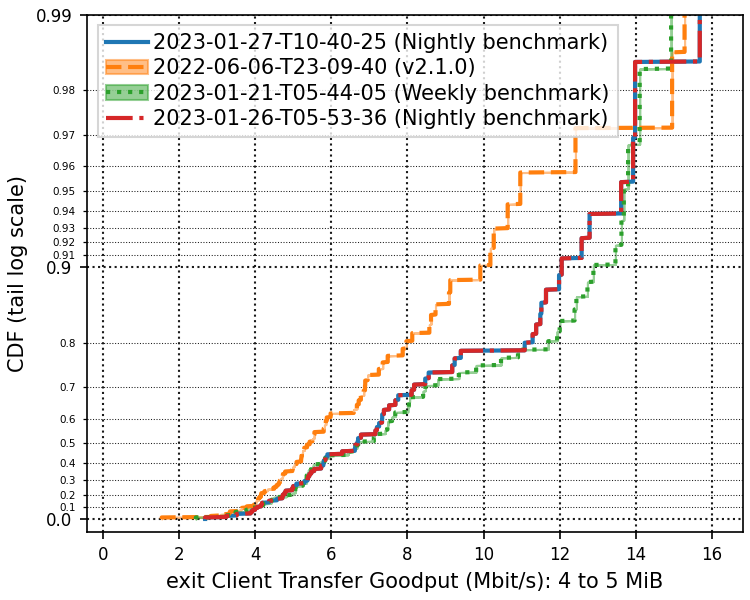 0.99
2023-01-27-T10-40-25 (Nightly benchmark)
2022-06-06-T23-09-40 (v2.1.0)
2023-01-21-T05-44-05 (Weekly benchmark)
2023-01-26-T05-53-36 (Nightly benchmark)
0.98
0.97
0.96
0.95
0.94
0.93
0.92
0.91
0.9
0.8
0.7
0.6
0.5
0.4
0.3
0.2
0.1
0.0
CDF (tail log scale)
0 2 4 6 8 10 12 14 16
exit Client Transfer Goodput (Mbit/s): 4 to 5 MiB